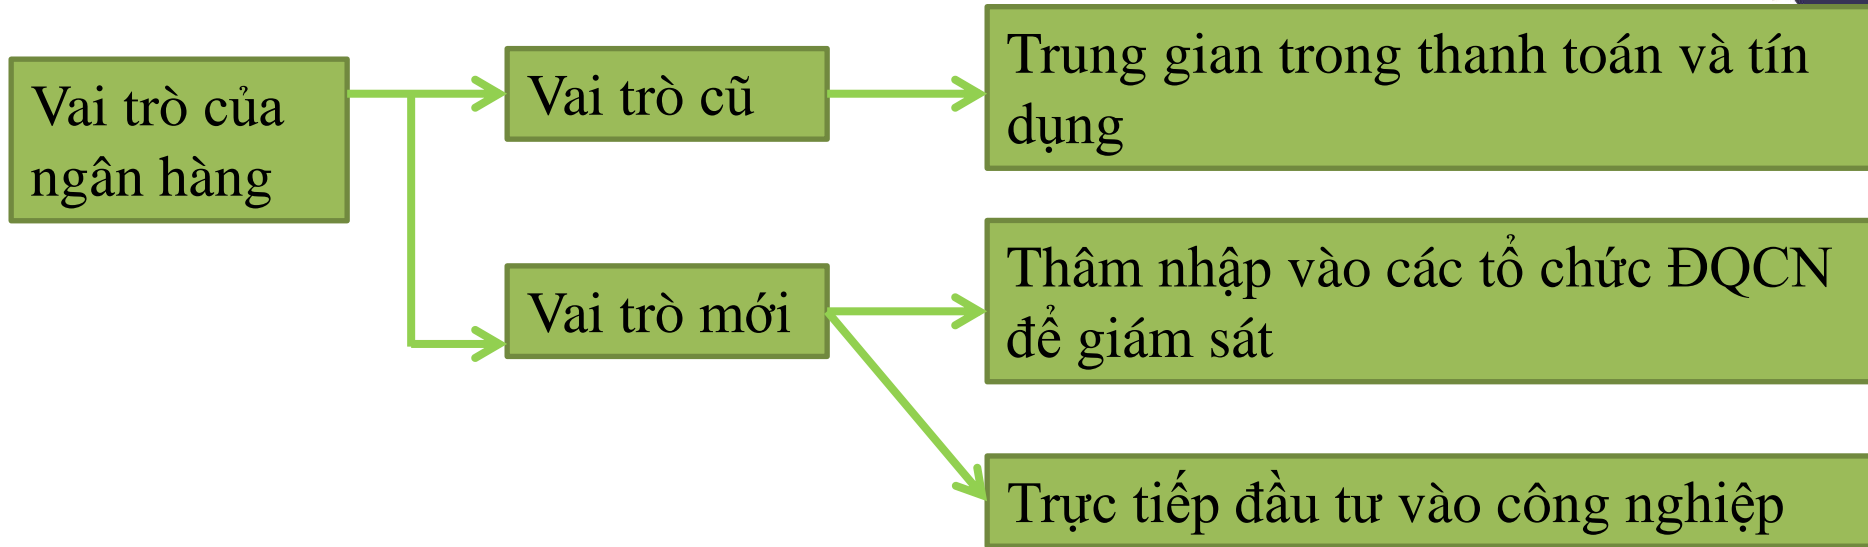 Vai trò của
ngân hàng
Vai trò cũ
Trung gian trong thanh toán và tín
dụng
Vai trò mới
Thâm nhập vào các tổ chức ĐQCN
để giám sát
Trực tiếp đầu tư vào công nghiệp